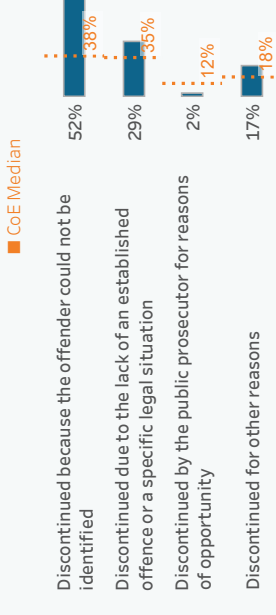 CoE Median
Discontinued because the offender could not be
identified
52%
38%
Discontinued due to the lack of an established
offence or a specific legal situation
29%
35%
Discontinued by the public prosecutor for reasons
of opportunity
2%
12%
Discontinued for other reasons
17%
18%